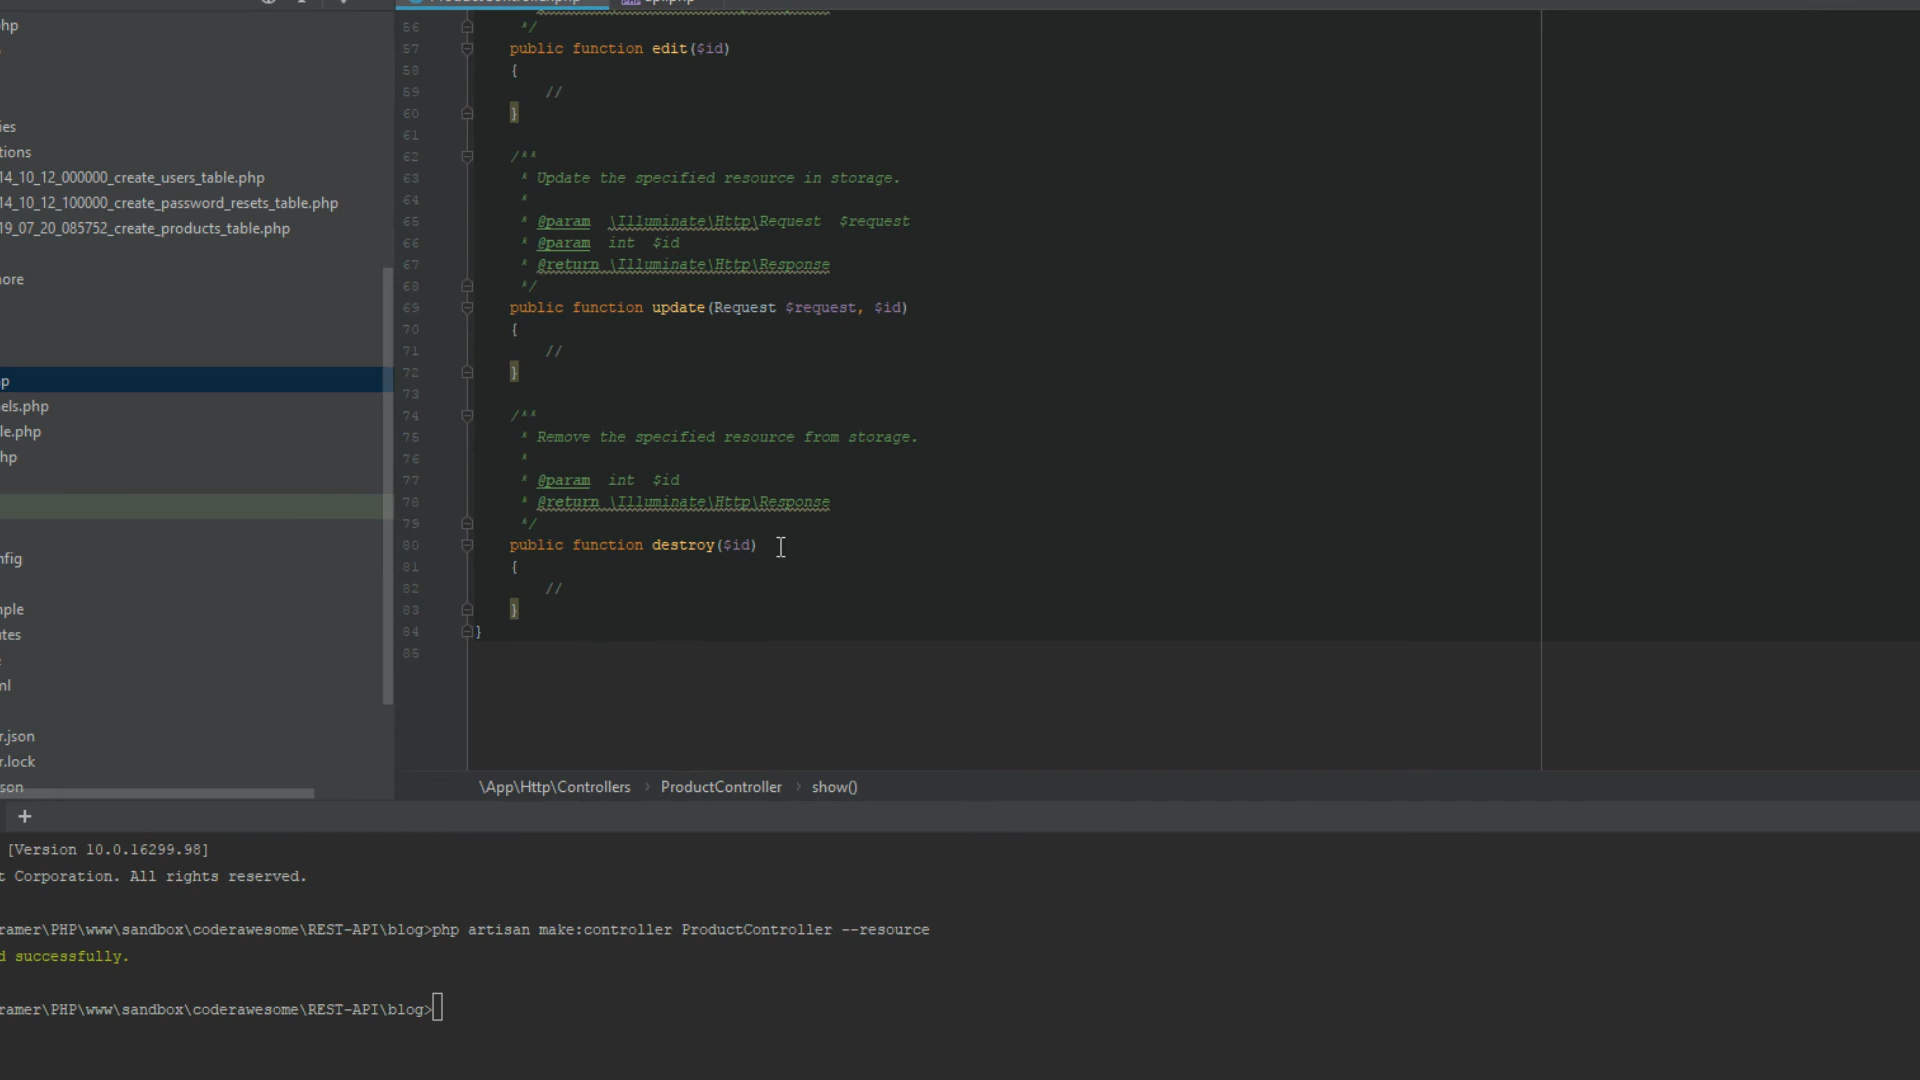 hp
ies
tions
14_10_12_000000_create_users_table.php
14_10_12_100000_create_password_resets_table.php
19_07_20_085752_create_products_table.php
ore
p
els.php
le.php
hp
nfig
mple
utes
ml
r.json
r.lock
son
56 */
57 public function edit($id)
58 {
59 //
60 }
61
62 /**
63 * Update the specified resource in storage.
64 *
65 * @param \Illuminate\Http\Request $request
66 * @param int $id
67 * @return \Illuminate\Http\Response
68 */
69 public function update(Request $request, $id)
70 {
71 //
72 }
73
74 /**
75 * Remove the specified resource from storage.
76 *
77 * @param int $id
78 * @return \Illuminate\Http\Response
79 */
80 public function destroy($id)
81 {
82 //
83 }
84 }
85
\App\Http\Controllers › ProductController › show()
+
[Version 10.0.16299.98]
t Corporation. All rights reserved.
ramer\PHP\www\sandbox\coderawesome\REST-API\blog>php artisan make:controller ProductController --resource
d successfully.
ramer\PHP\www\sandbox\coderawesome\REST-API\blog>